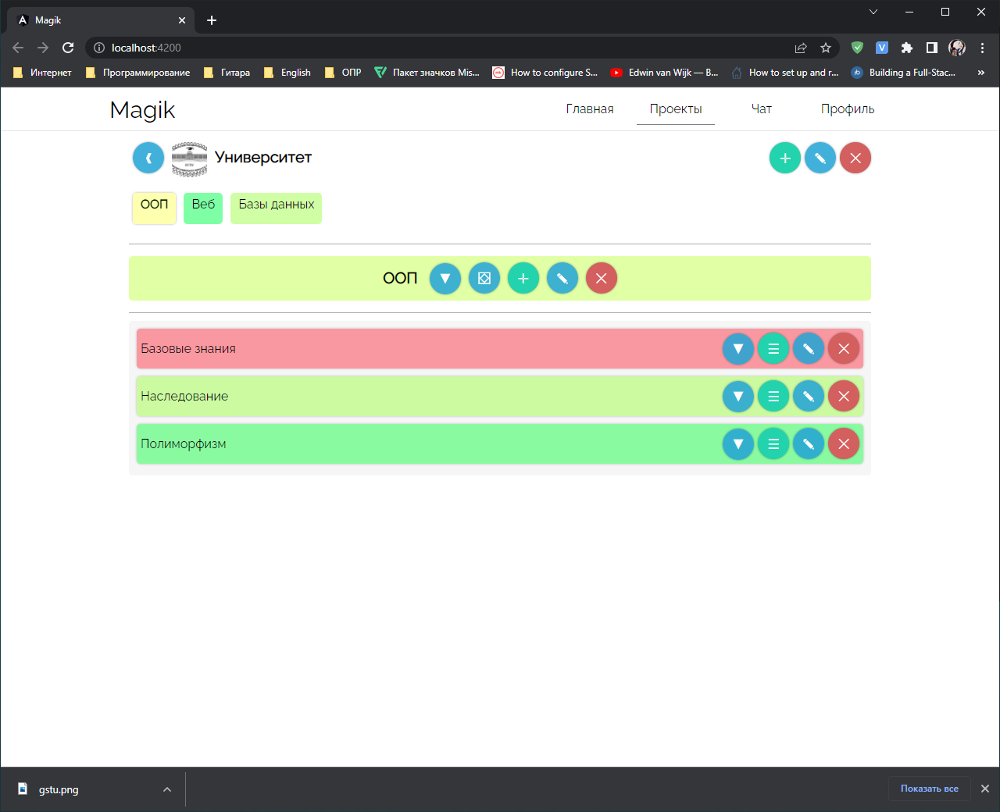 Magik
localhost:4200
V
Интернет
Программирование
Гитара
English
ОПР
Пакет значков Mis...
How to configure S...
Edwin van Wijk — B...
How to set up and r...
Building a Full-Stac...
Magik
Главная
Проекты
Чат
Профиль
Университет
ООП
Веб
Базы данных
ООП
Базовые знания
Наследование
Полиморфизм
gstu.png
Показать все